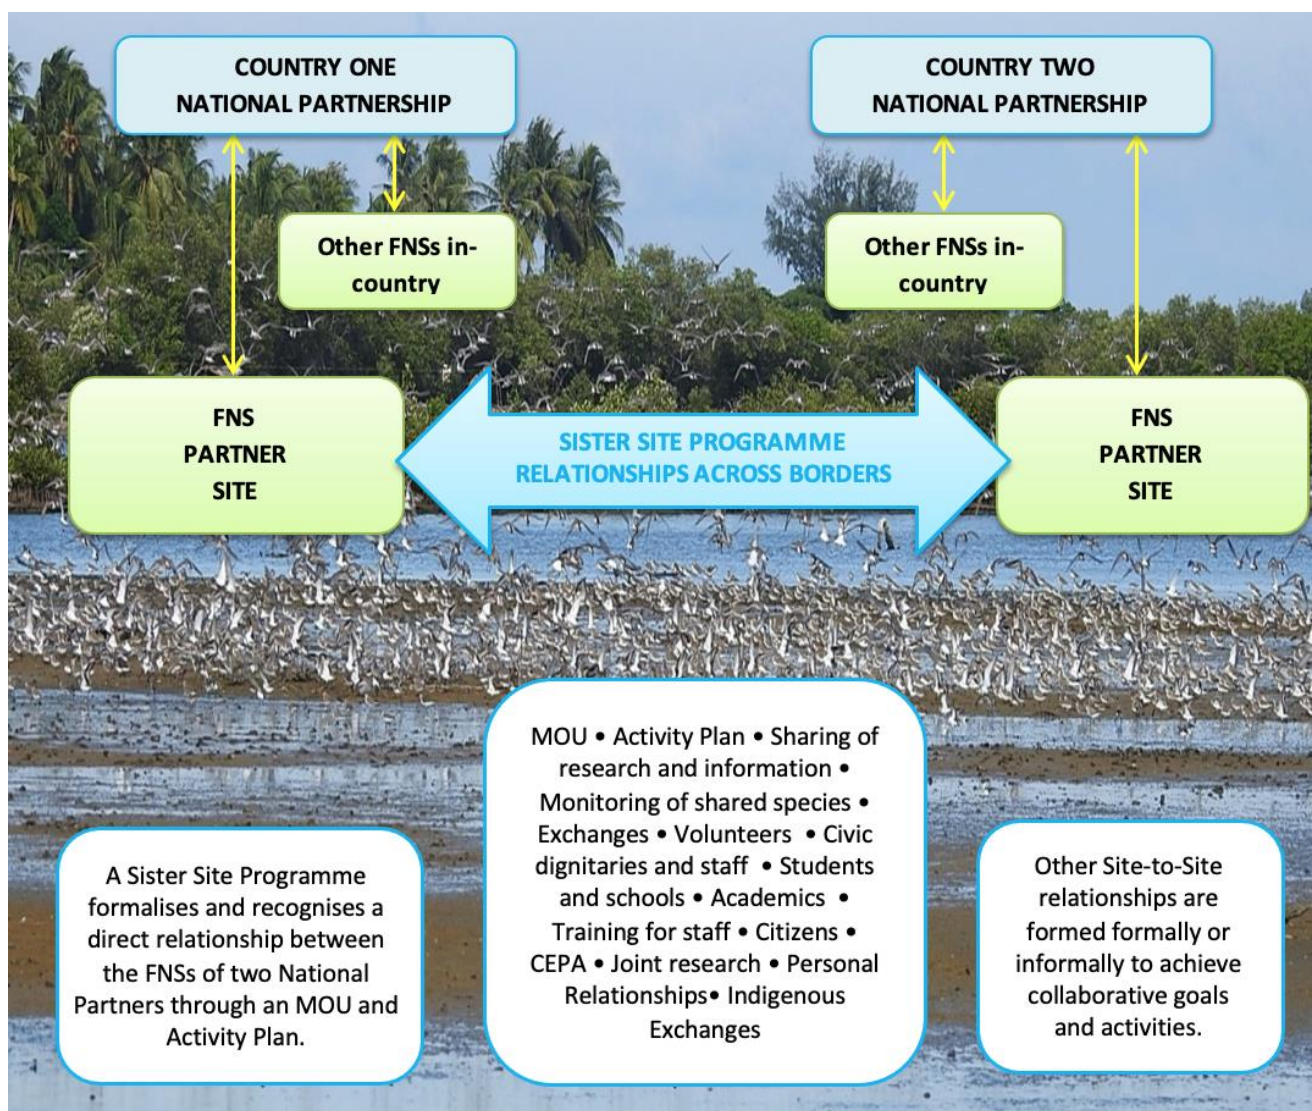 COUNTRY ONE
NATIONAL PARTNERSHIP
COUNTRY TWO
NATIONAL PARTNERSHIP
Other FNSs in-
country
Other FNSs in-
country
FNS
PARTNER
SITE
SISTER SITE PROGRAMME
RELATIONSHIPS ACROSS BORDERS
FNS
PARTNER
SITE
A Sister Site Programme
formalises and recognises a
direct relationship between
the FNSs of two National
Partners through an MOU and
Activity Plan.
MOU • Activity Plan • Sharing of
research and information •
Monitoring of shared species •
Exchanges • Volunteers • Civic
dignitaries and staff • Students
and schools • Academics •
Training for staff • Citizens •
CEPA • Joint research • Personal
Relationships• Indigenous
Exchanges
Other Site-to-Site
relationships are
formed formally or
informally to achieve
collaborative goals
and activities.